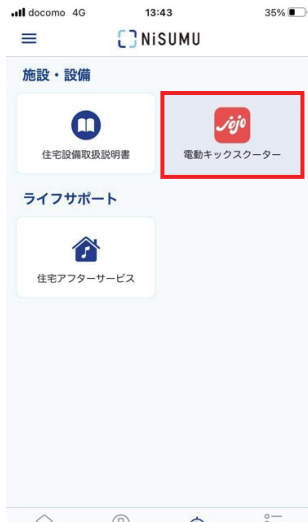 docomo 4G 13:43 35%
NiSUMU
施設・設備
住宅設備取扱説明書
jojo
電動キックスクーター
ライフサポート
住宅アフターサービス